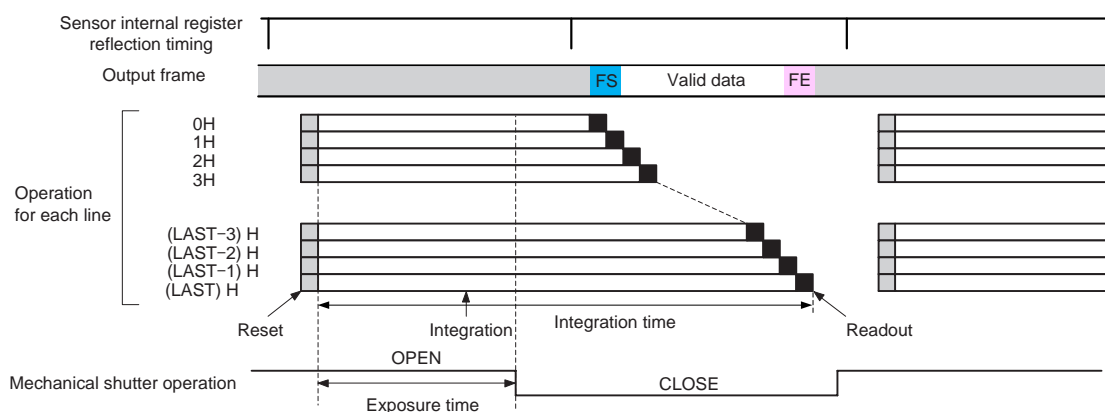 Sensor internal register
reflection timing
Output frame
FS
Valid data
FE
0H
1H
2H
3H
Operation
for each line
(LAST−3) H
(LAST−2) H
(LAST−1) H
(LAST) H
Reset
Integration
Integration time
Readout
OPEN
Mechanical shutter operation
CLOSE
Exposure time